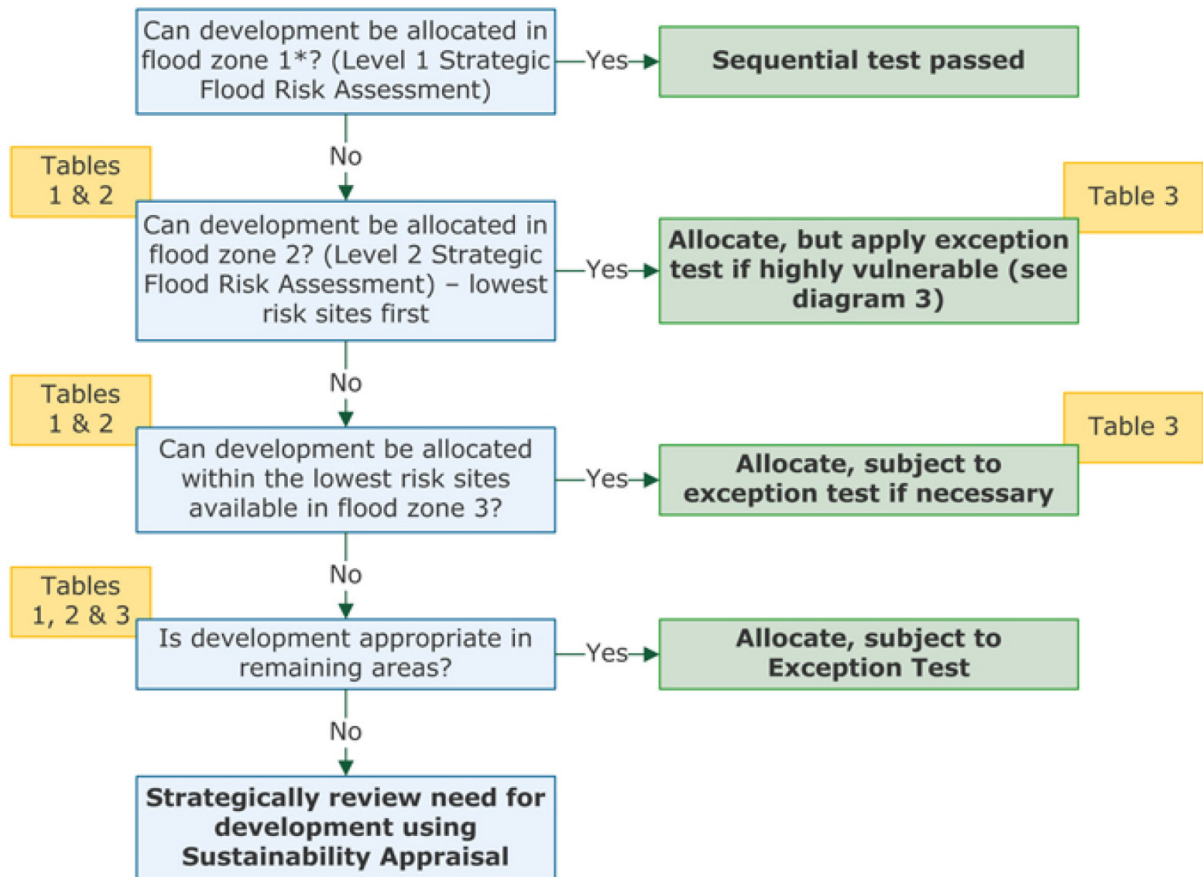 Can development be allocated in
flood zone 1*? (Level 1 Strategic
Flood Risk Assessment)
Yes
Sequential test passed
No
Tables
1 & 2
Can development be allocated in
flood zone 2? (Level 2 Strategic
Flood Risk Assessment) – lowest
risk sites first
Yes
Table 3
Allocate, but apply exception
test if highly vulnerable (see
diagram 3)
No
Tables
1 & 2
Can development be allocated
within the lowest risk sites
available in flood zone 3?
Yes
Table 3
Allocate, subject to
exception test if necessary
No
Tables
1, 2 & 3
Is development appropriate in
remaining areas?
Yes
Allocate, subject to
Exception Test
No
Strategically review need for
development using
Sustainability Appraisal